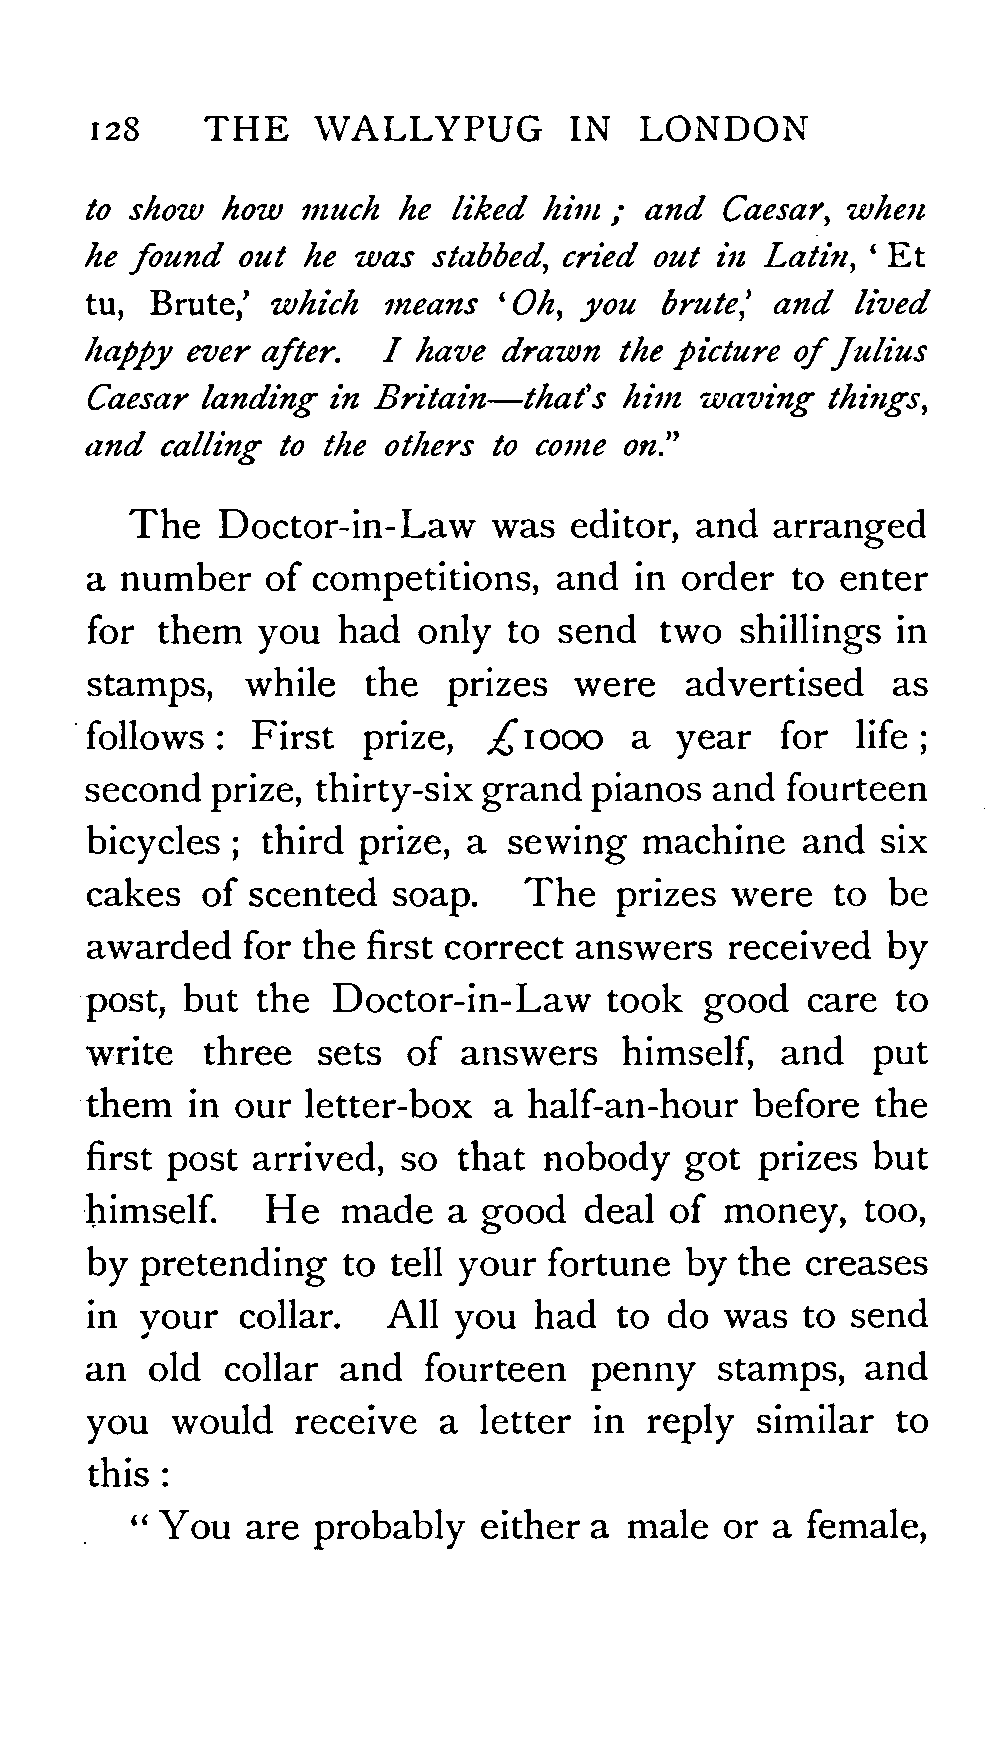 128 THE WALLYPUG IN LONDON
to show how much he liked him ; and Caesar, when
he found out he was stabbed, cried out in Latin, ‘ Et
tu, Brute,’ which means ‘ Oh, you brute,’ and lived
happy ever after. I have drawn the picture of Julius
Caesar landing in Britain—that’s him waving things,
and calling to the others to come on.”
The Doctor-in-Law was editor, and arranged
a number of competitions, and in order to enter
for them you had only to send two shillings in
stamps, while the prizes were advertised as
follows : First prize, £1000 a year for life ;
second prize, thirty-six grand pianos and fourteen
bicycles ; third prize, a sewing machine and six
cakes of scented soap. The prizes were to be
awarded for the first correct answers received by
post, but the Doctor-in-Law took good care to
write three sets of answers himself, and put
them in our letter-box a half-an-hour before the
first post arrived, so that nobody got prizes but
himself. He made a good deal of money, too,
by pretending to tell your fortune by the creases
in your collar. All you had to do was to send
an old collar and fourteen penny stamps, and
you would receive a letter in reply similar to
this :
“ You are probably either a male or a female,